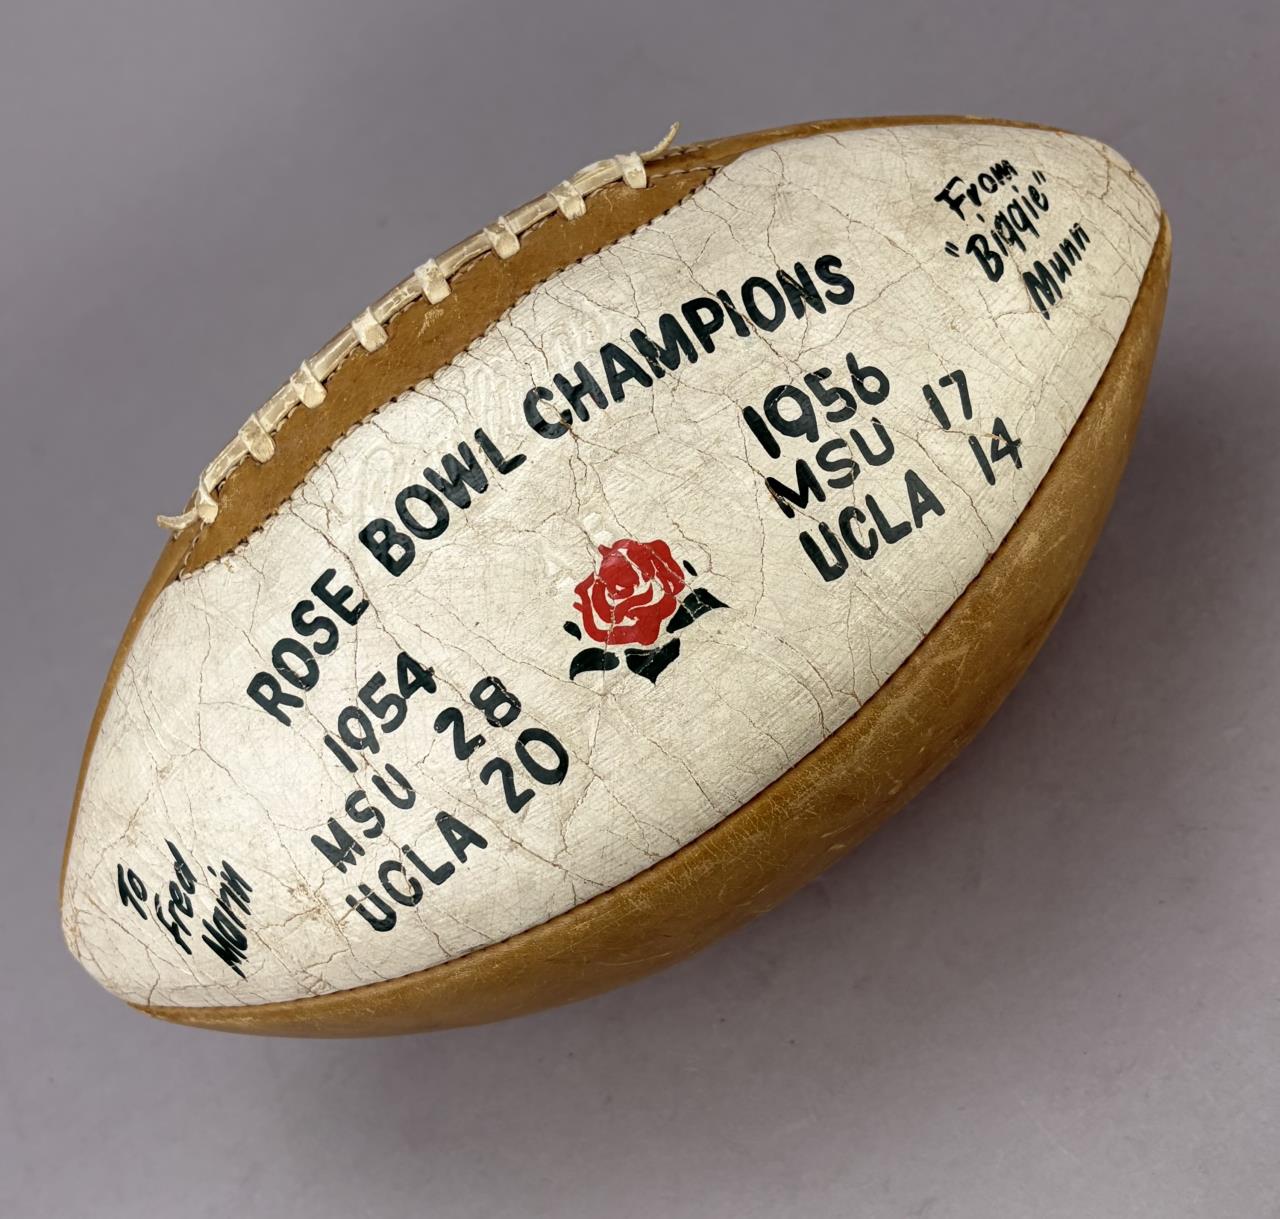 ROSE BOWL CHAMPIONS
1954
MSU 28
UCLA 20
1956
MSU 17
UCLA 14
To
Fred
Marin
From
"Biggie"
Munn